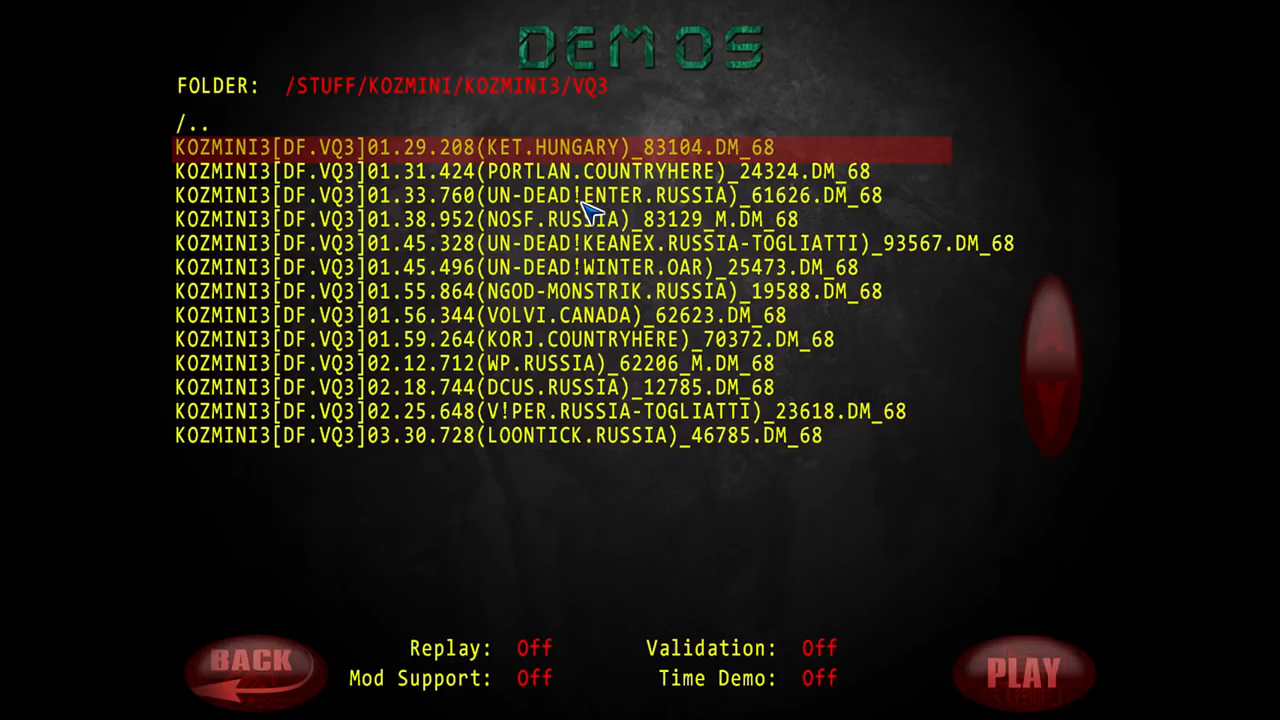 DEMOS
FOLDER: /STUFF/KOZMINI/KOZMINI3/VQ3
/..
KOZMINI3[DF.VQ3]01.29.208(KET.HUNGARY)_83104.DM_68
KOZMINI3[DF.VQ3]01.31.424(PORTLAN.COUNTRYHERE)_24324.DM_68
KOZMINI3[DF.VQ3]01.33.760(UN-DEAD!ENTER.RUSSIA)_61626.DM_68
KOZMINI3[DF.VQ3]01.38.952(NOSF.RUSSIA)_83129_M.DM_68
KOZMINI3[DF.VQ3]01.45.328(UN-DEAD!KEANEX.RUSSIA-TOGLIATTI)_93567.DM_68
KOZMINI3[DF.VQ3]01.45.496(UN-DEAD!WINTER.OAR)_25473.DM_68
KOZMINI3[DF.VQ3]01.55.864(NGOD-MONSTRIK.RUSSIA)_19588.DM_68
KOZMINI3[DF.VQ3]01.56.344(VOLVI.CANADA)_62623.DM_68
KOZMINI3[DF.VQ3]01.59.264(KORJ.COUNTRYHERE)_70372.DM_68
KOZMINI3[DF.VQ3]02.12.712(WP.RUSSIA)_62206_M.DM_68
KOZMINI3[DF.VQ3]02.18.744(DCUS.RUSSIA)_12785.DM_68
KOZMINI3[DF.VQ3]02.25.648(V!PER.RUSSIA-TOGLIATTI)_23618.DM_68
KOZMINI3[DF.VQ3]03.30.728(LOONTICK.RUSSIA)_46785.DM_68
Replay: Off Validation: Off
Mod Support: Off Time Demo: Off
BACK
PLAY